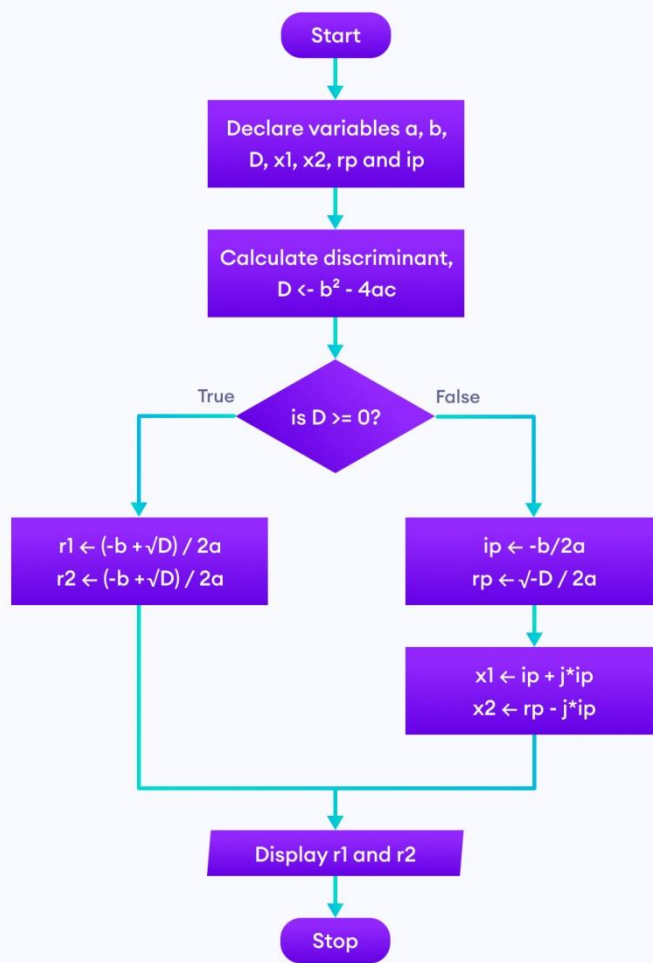 Start
Declare variables a, b,
D, x1, x2, rp and ip
Calculate discriminant,
D <- b² - 4ac
is D >= 0?
True
False
r1 ← (-b + √D) / 2a
r2 ← (-b + √D) / 2a
ip ← -b/2a
rp ← √-D / 2a
x1 ← ip + j*ip
x2 ← rp - j*ip
Display r1 and r2
Stop